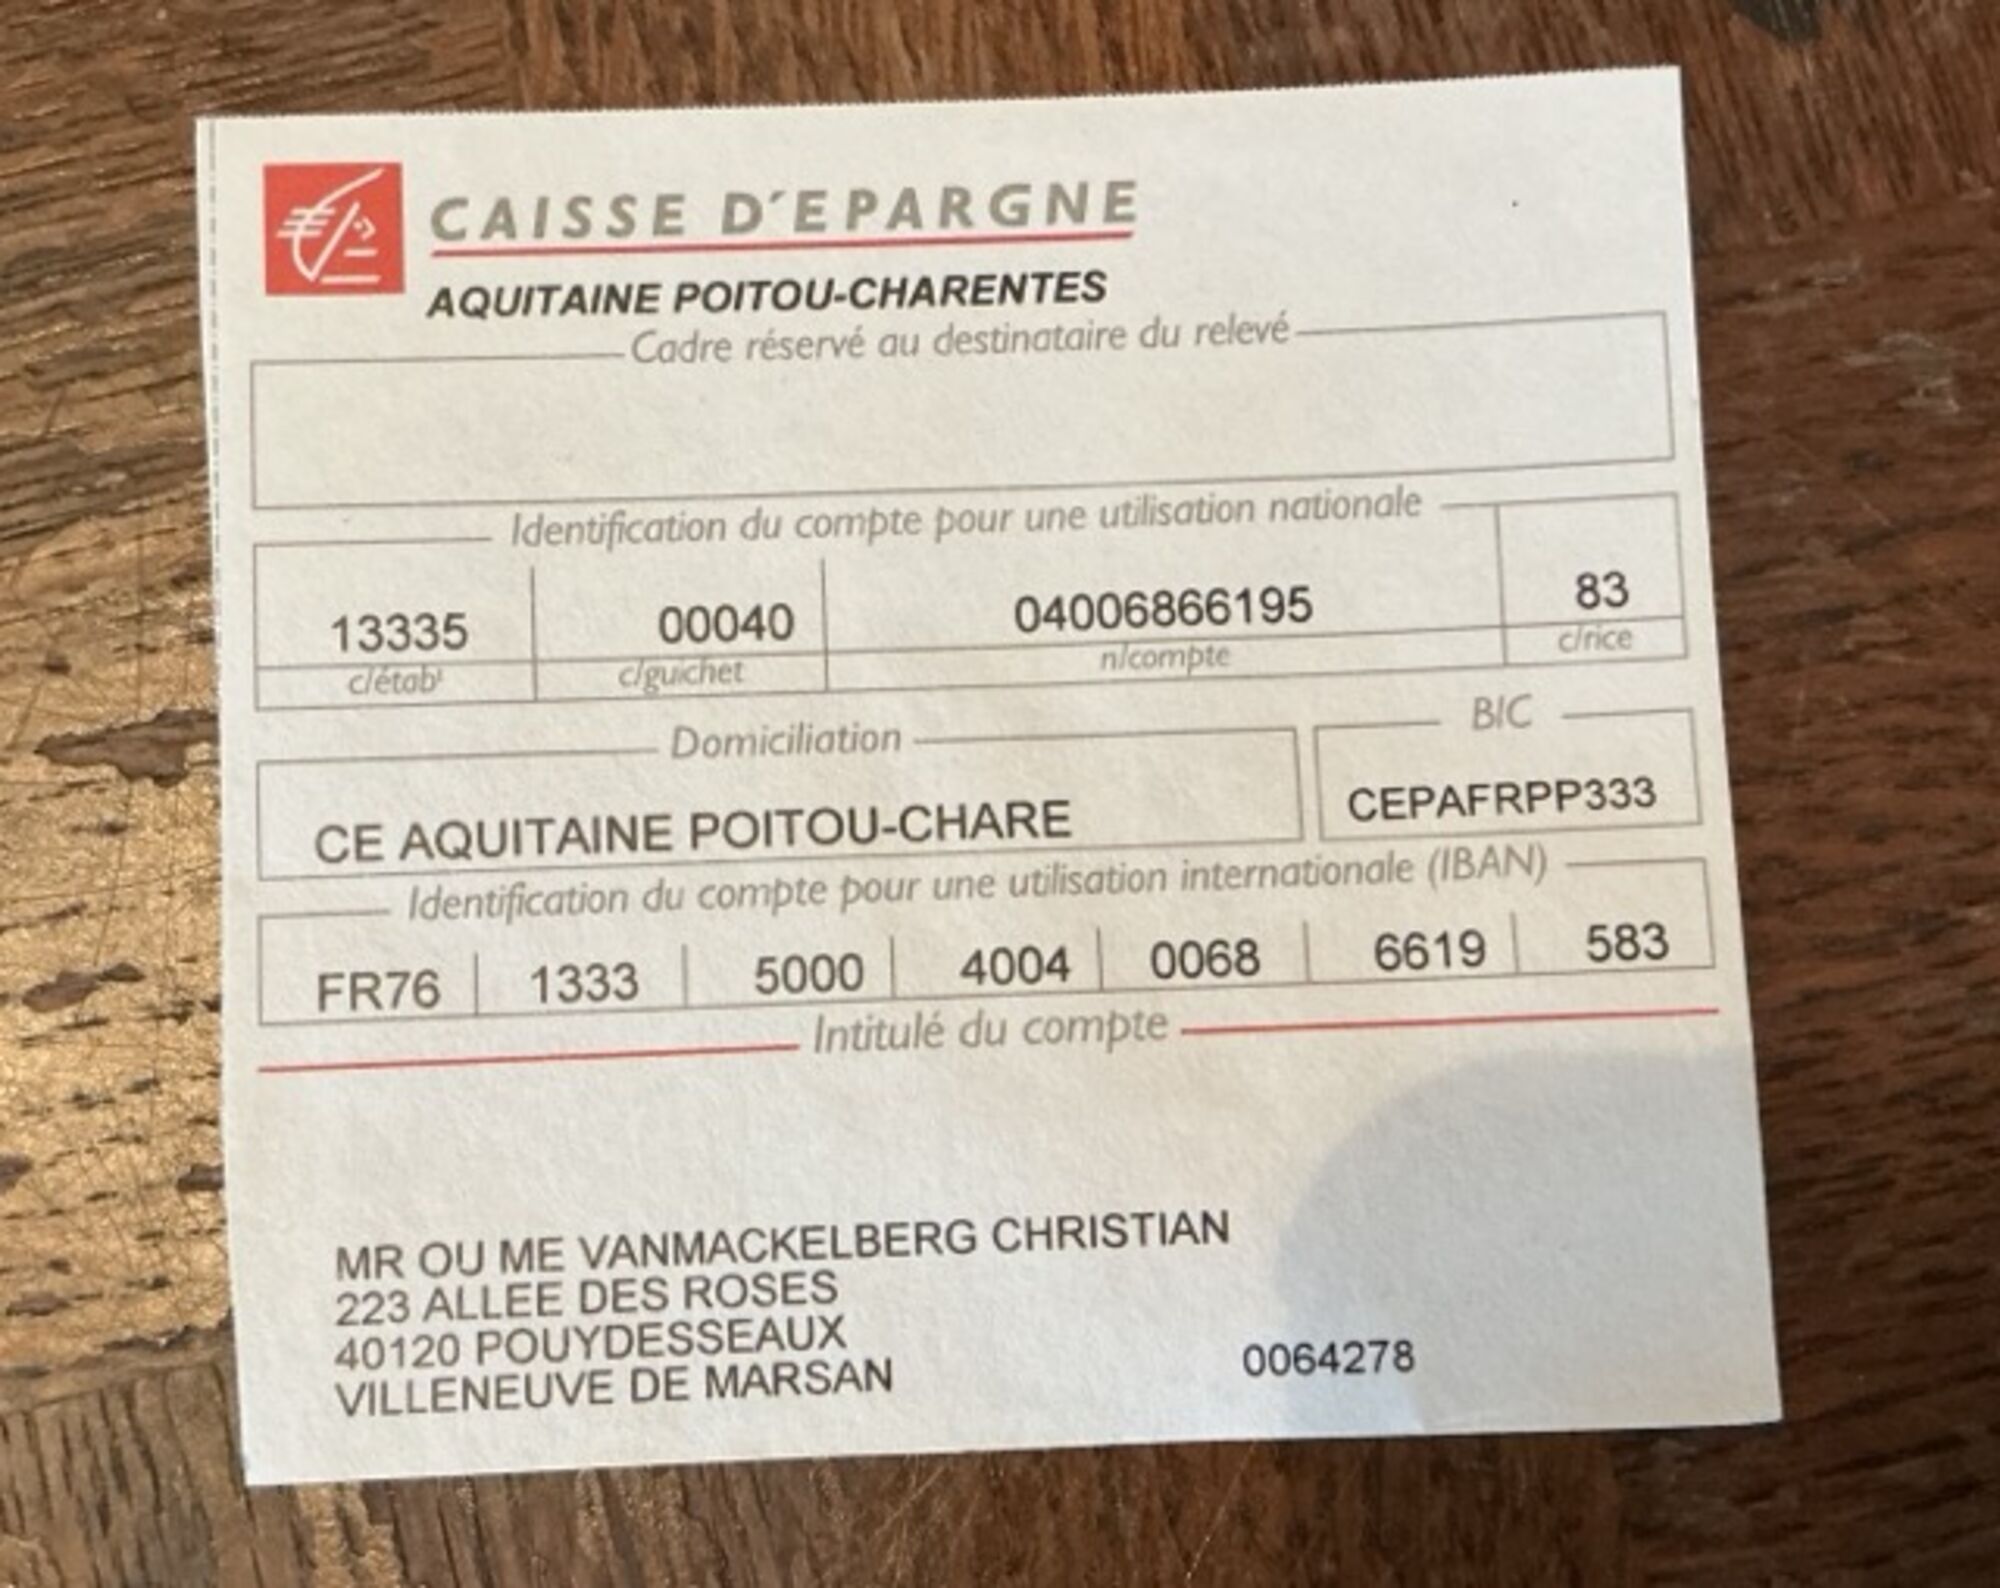 CAISSE D'EPARGNE
AQUITAINE POITOU-CHARENTES
Cadre réservé au destinataire du relevé
Identification du compte pour une utilisation nationale
13335 00040 04006866195 83
c/étabᵗ c/guichet n/compte c/rice
Domiciliation BIC
CE AQUITAINE POITOU-CHARE CEPAFRPP333
Identification du compte pour une utilisation internationale (IBAN)
FR76 1333 5000 4004 0068 6619 583
Intitulé du compte
MR OU ME VANMACKELBERG CHRISTIAN
223 ALLEE DES ROSES
40120 POUYDESSEAUX
VILLENEUVE DE MARSAN 0064278